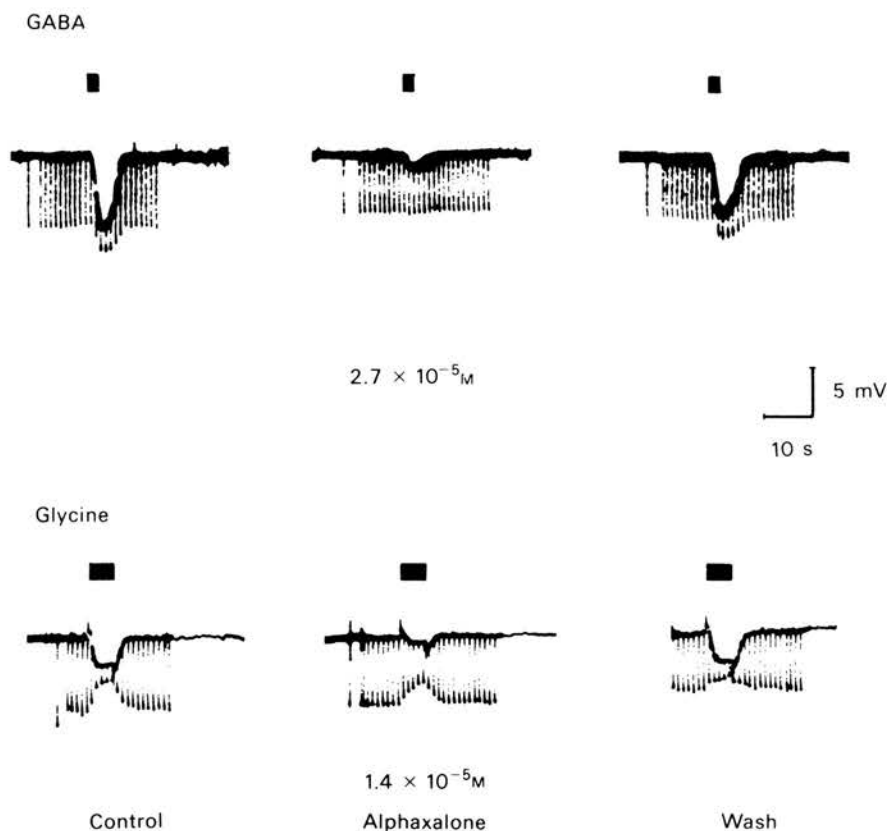 GABA
2.7 × 10⁻⁵M
5 mV
10 s
Glycine
1.4 × 10⁻⁵M
Control Alphaxalone Wash